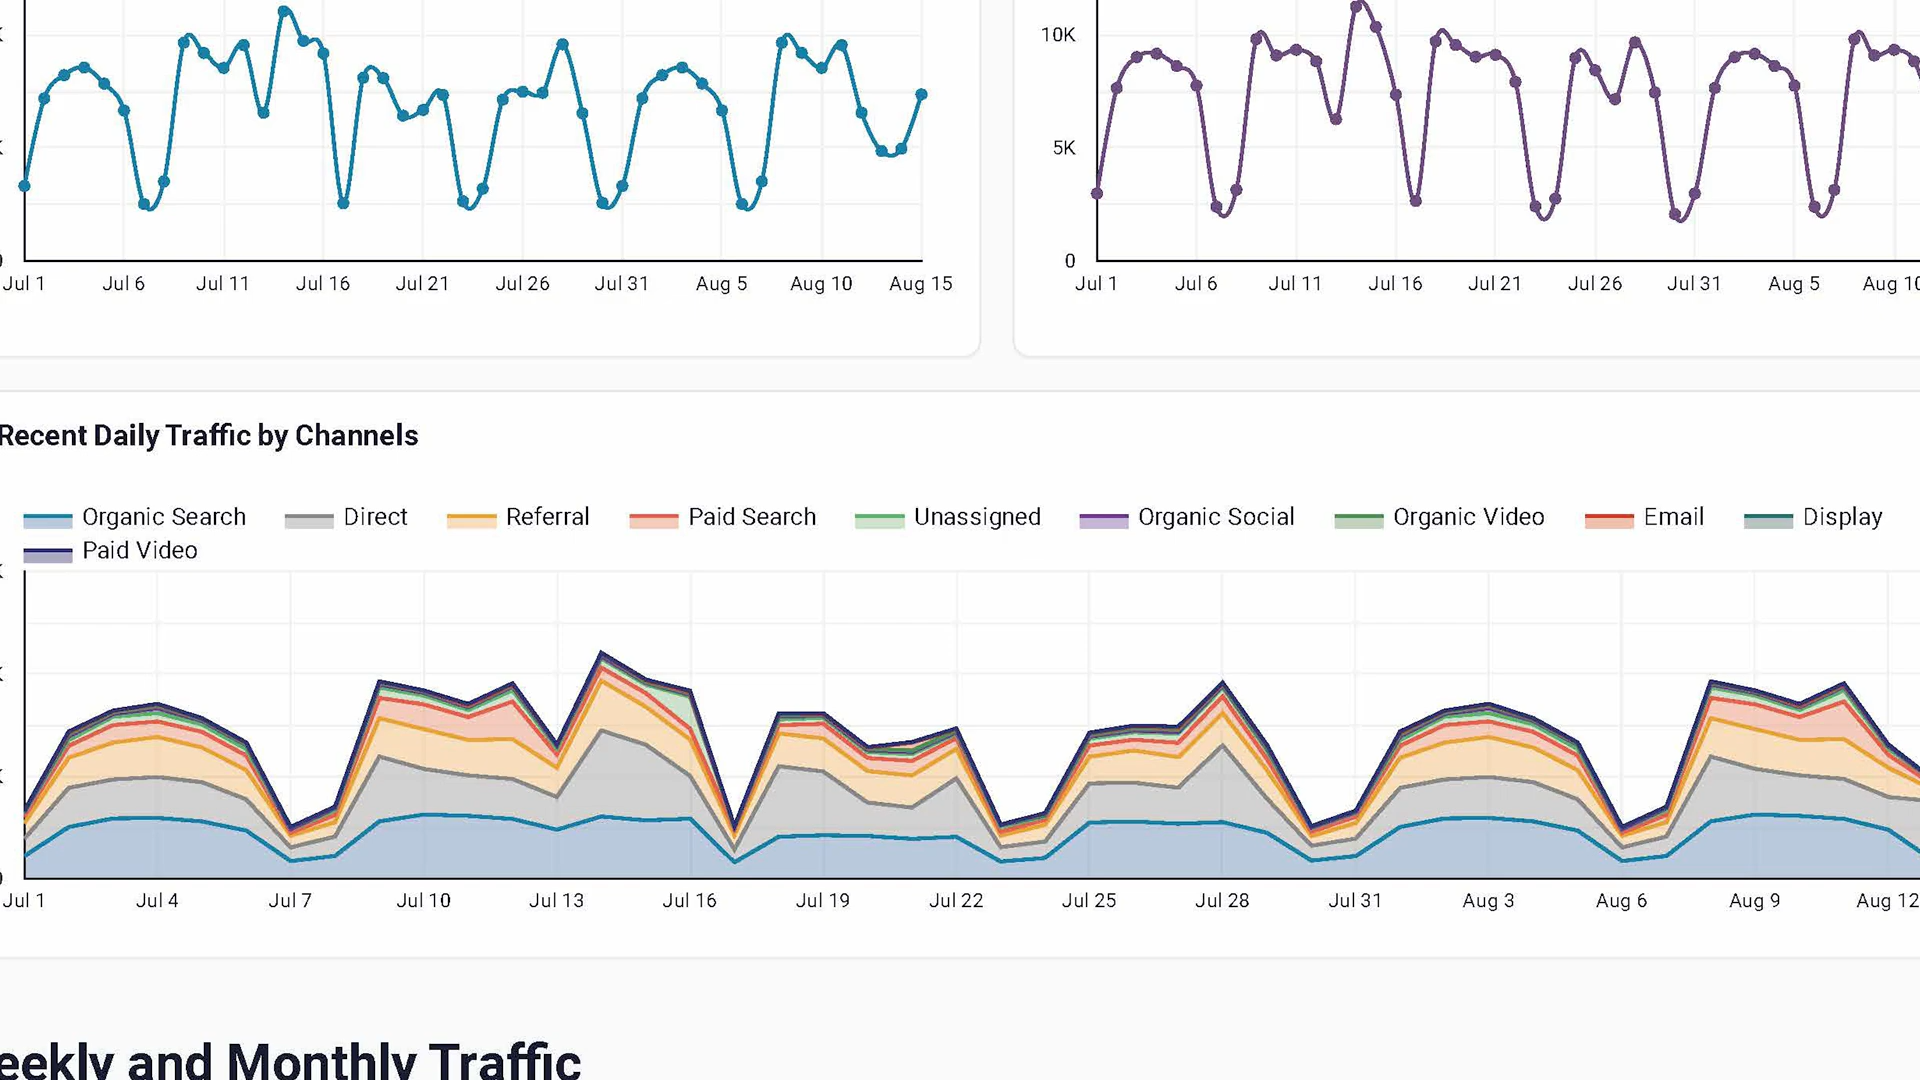 10K
5K
0
Jul 1 Jul 6 Jul 11 Jul 16 Jul 21 Jul 26 Jul 31 Aug 5 Aug 10 Aug 15
Jul 1 Jul 6 Jul 11 Jul 16 Jul 21 Jul 26 Jul 31 Aug 5 Aug 10
Recent Daily Traffic by Channels
Organic Search Direct Referral Paid Search Unassigned Organic Social Organic Video Email Display
Paid Video
Jul 1 Jul 4 Jul 7 Jul 10 Jul 13 Jul 16 Jul 19 Jul 22 Jul 25 Jul 28 Jul 31 Aug 3 Aug 6 Aug 9 Aug 12
eekly and Monthly Traffic